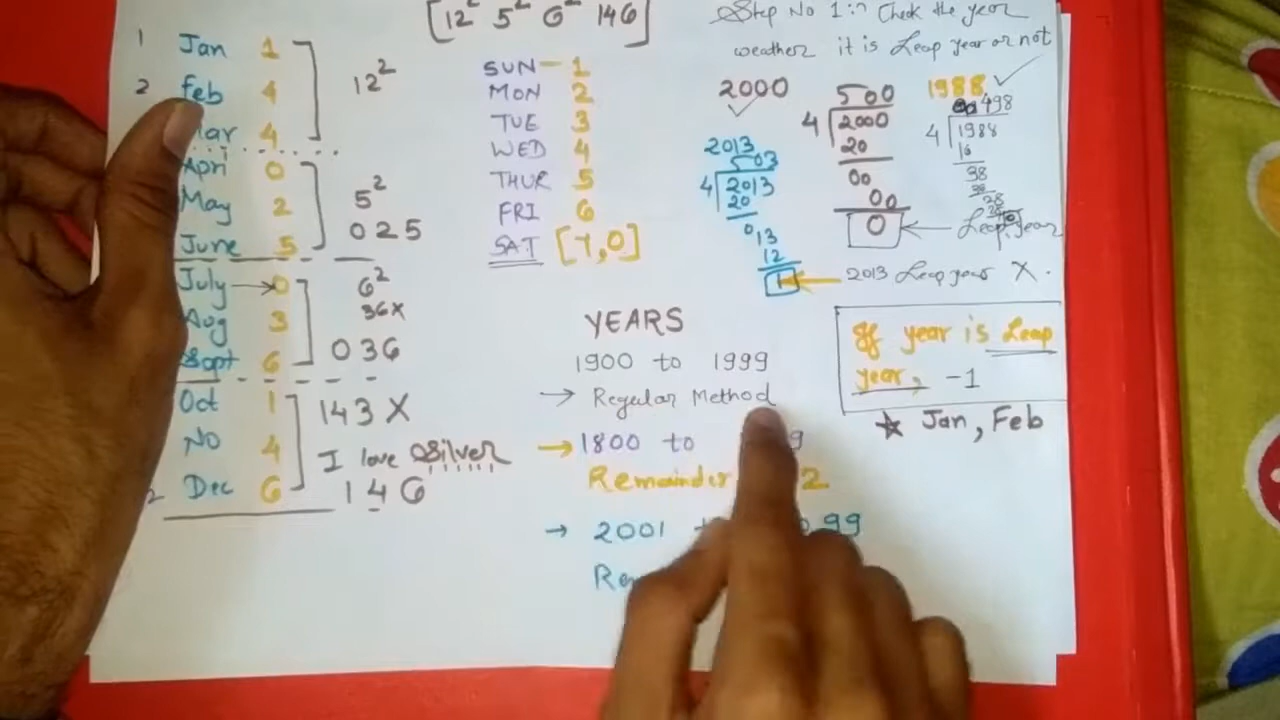 [12² 5² 6² 146]
1 Jan 1
2 Feb 4
Mar 4
12²
April 0
May 2
June 5
5²
025
July → 0
Aug 3
Sept 6
6²
36X
036
Oct 1
No 4
Dec 6
143 X
I love Silver
146
SUN - 1
MON 2
TUE 3
WED 4
THUR 5
FRI 6
SAT [7,0]
YEARS
1900 to 1999
→ Regular Method
→ 1800 to
Remainder 2
→ 2001 99
Step No 1:- Check the year
weather it is Leap year or not
2000 ✓
500
4 2000
20
00
00
0 ← Leap year
1988 ✓
498
4 1988
16
38
28
2013
503
4 2013
20
013
12
1 ← 2013 Leap year X.
If year is Leap
year, -1
★ Jan, Feb